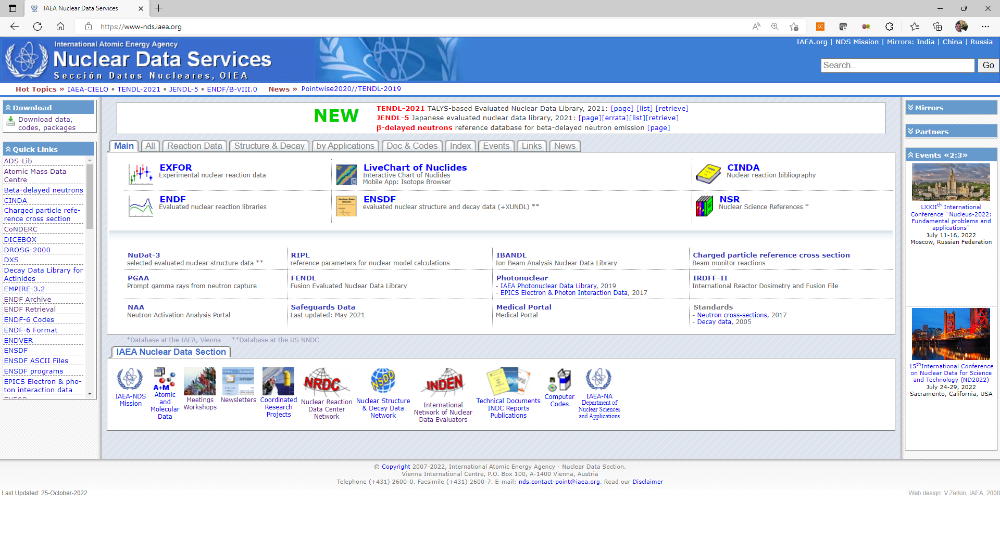 IAEA Nuclear Data Services
https://www-nds.iaea.org
SC
International Atomic Energy Agency
Nuclear Data Services
Sección Datos Nucleares, OIEA
IAEA.org | NDS Mission | Mirrors: India | China | Russia
Search..
Go
Hot Topics » IAEA-CIELO • TENDL-2021 • JENDL-5 • ENDF/B-VIII.0 News » Pointwise2020//TENDL-2019
Download
Download data,
codes, packages
Quick Links
ADS-Lib
Atomic Mass Data
Centre
Beta-delayed neutrons
CINDA
Charged particle refe-
rence cross section
CoNDERC
DICEBOX
DROSG-2000
DXS
Decay Data Library for
Actinides
EMPIRE-3.2
ENDF Archive
ENDF Retrieval
ENDF-6 Codes
ENDF-6 Format
ENDVER
ENSDF
ENSDF ASCII Files
ENSDF programs
EPICS Electron & pho-
ton interaction data
NEW
TENDL-2021 TALYS-based Evaluated Nuclear Data Library, 2021: [page] [list] [retrieve]
JENDL-5 Japanese evaluated nuclear data library, 2021: [page][errata][list][retrieve]
β-delayed neutrons reference database for beta-delayed neutron emission [page]
Main All Reaction Data Structure & Decay by Applications Doc & Codes Index Events Links News
EXFOR
Experimental nuclear reaction data
LiveChart of Nuclides
Interactive Chart of Nuclides
Mobile App: Isotope Browser
CINDA
Nuclear reaction bibliography
ENDF
Evaluated nuclear reaction libraries
ENSDF
evaluated nuclear structure and decay data (+XUNDL) **
NSR
Nuclear Science References *
NuDat-3
selected evaluated nuclear structure data **
RIPL
reference parameters for nuclear model calculations
IBANDL
Ion Beam Analysis Nuclear Data Library
Charged particle reference cross section
Beam monitor reactions
PGAA
Prompt gamma rays from neutron capture
FENDL
Fusion Evaluated Nuclear Data Library
Photonuclear
- IAEA Photonuclear Data Library, 2019
- EPICS Electron & Photon Interaction Data, 2017
IRDFF-II
International Reactor Dosimetry and Fusion File
NAA
Neutron Activation Analysis Portal
Safeguards Data
Last updated: May 2021
Medical Portal
Medical Portal
Standards
- Neutron cross-sections, 2017
- Decay data, 2005
*Database at the IAEA, Vienna **Database at the US NNDC
IAEA Nuclear Data Section
IAEA-NDS
Mission
A+M
Atomic
and
Molecular
Data
Meetings
Workshops
Newsletters
Coordinated
Research
Projects
NRDC
Nuclear Reaction
Data Center
Network
NSDD
Nuclear Structure
& Decay Data
Network
INDEN
International
Network of Nuclear
Data Evaluators
Technical Documents
INDC Reports
Publications
Computer
Codes
IAEA-NA
Department of
Nuclear Sciences
and Applications
Mirrors
Partners
Events «2:3»
LXXIIth International
Conference `Nucleus-2022:
Fundamental problems and
applications`
July 11-16, 2022
Moscow, Russian Federation
15thInternational Conference
on Nuclear Data for Science
and Technology (ND2022)
July 24-29, 2022
Sacramento, California, USA
© Copyright 2007-2022, International Atomic Energy Agency - Nuclear Data Section.
Vienna International Centre, P.O. Box 100, A-1400 Vienna, Austria
Telephone (+431) 2600-0. Facsimile (+431) 2600-7. E-mail: nds.contact-point@iaea.org. Read our Disclaimer
Last Updated: 25-October-2022
Web design: V.Zerkin, IAEA, 2008